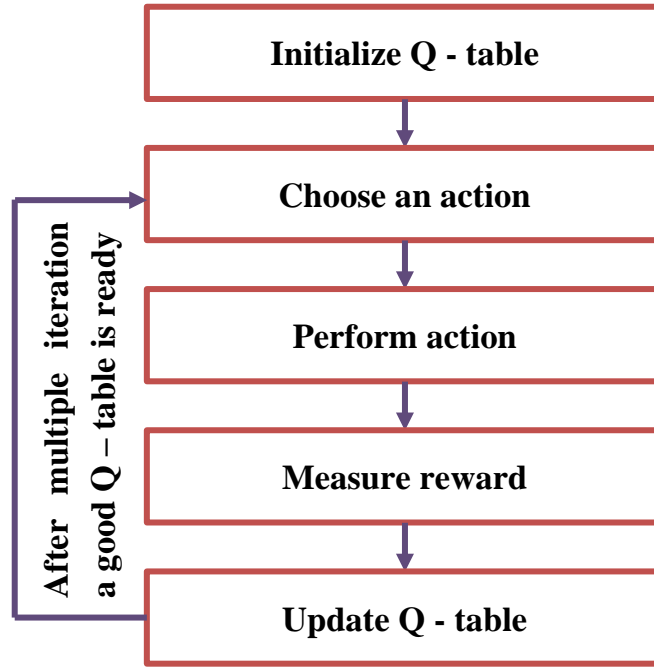 Initialize Q - table
Choose an action
Perform action
Measure reward
Update Q - table
After multiple iteration
a good Q – table is ready